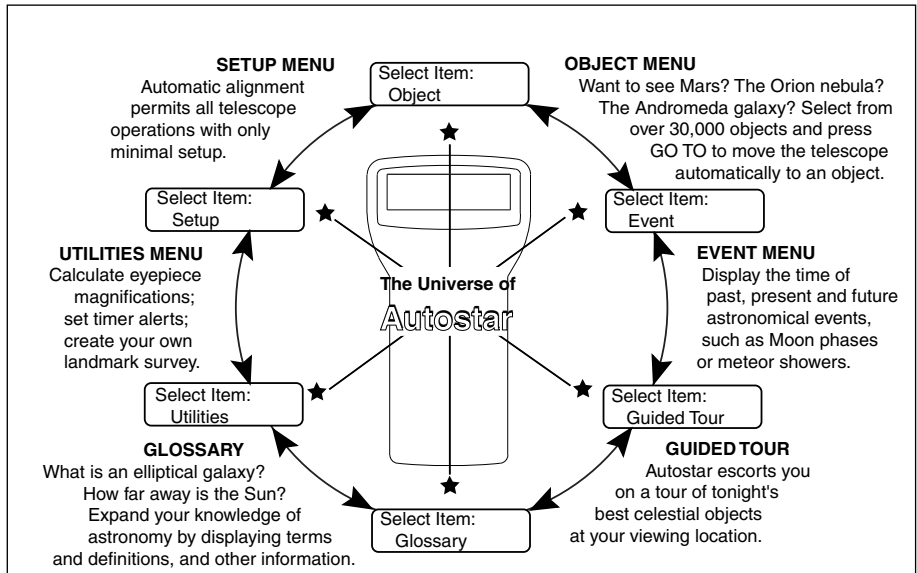 SETUP MENU
Automatic alignment
permits all telescope
operations with only
minimal setup.
Select Item:
Object
OBJECT MENU
Want to see Mars? The Orion nebula?
The Andromeda galaxy? Select from
over 30,000 objects and press
GO TO to move the telescope
automatically to an object.
Select Item:
Setup
Select Item:
Event
UTILITIES MENU
Calculate eyepiece
magnifications;
set timer alerts;
create your own
landmark survey.
The Universe of
Autostar
EVENT MENU
Display the time of
past, present and future
astronomical events,
such as Moon phases
or meteor showers.
Select Item:
Utilities
Select Item:
Guided Tour
GLOSSARY
What is an elliptical galaxy?
How far away is the Sun?
Expand your knowledge of
astronomy by displaying terms
and definitions, and other information.
Select Item:
Glossary
GUIDED TOUR
Autostar escorts you
on a tour of tonight's
best celestial objects
at your viewing location.